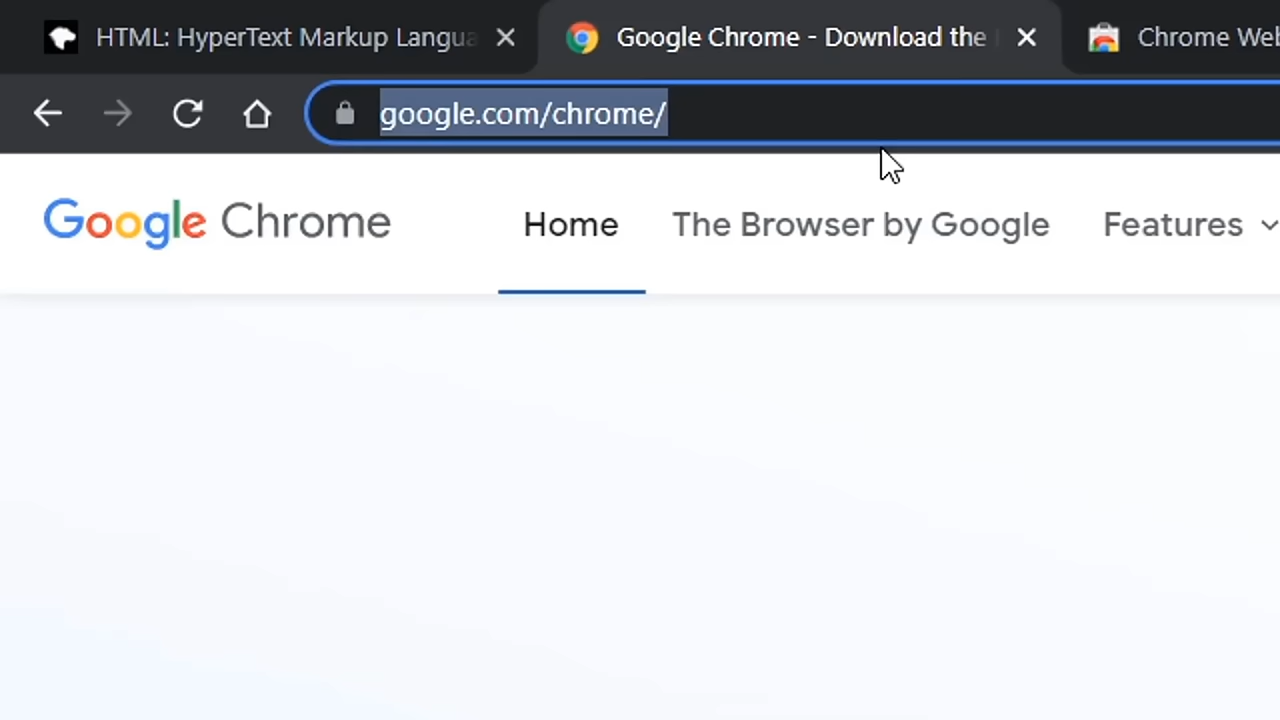 HTML: HyperText Markup Langua
Google Chrome - Download the
Chrome Web
google.com/chrome/
Google Chrome
Home
The Browser by Google
Features